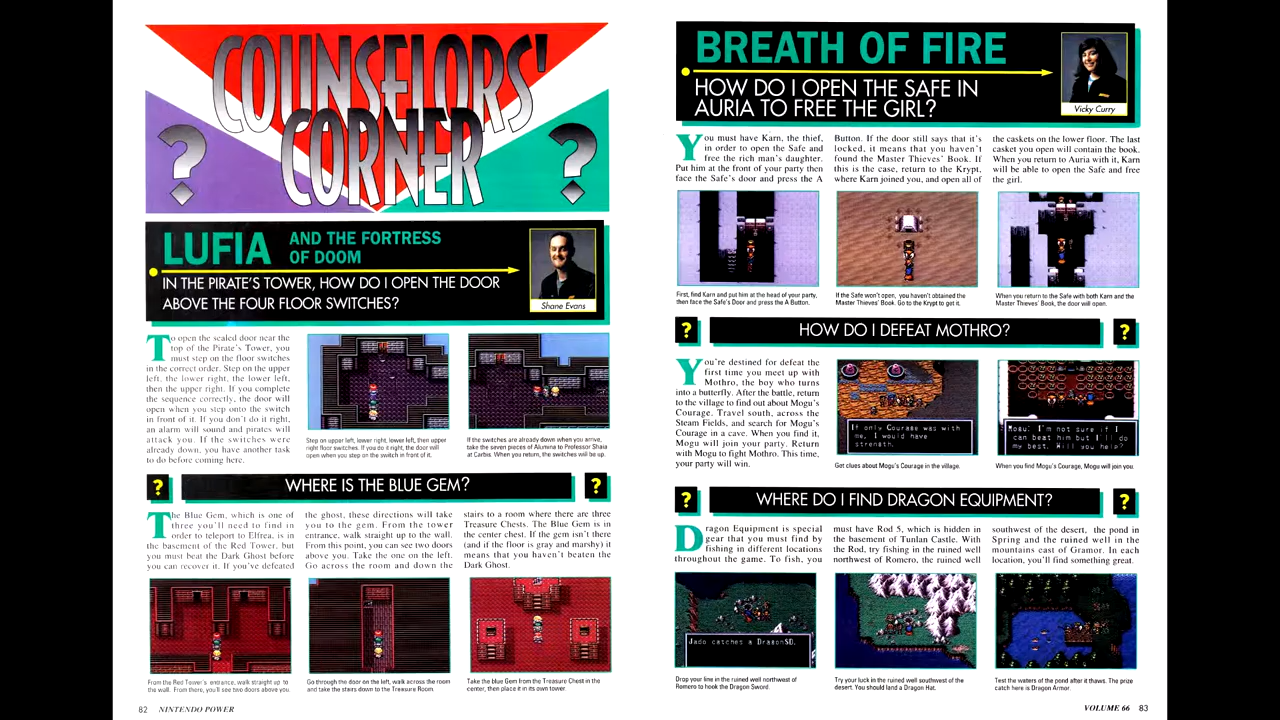 COUNSELORS'
CORNER
?
?
LUFIA AND THE FORTRESS
OF DOOM
IN THE PIRATE'S TOWER, HOW DO I OPEN THE DOOR
ABOVE THE FOUR FLOOR SWITCHES?
Shane Evans
To open the sealed door near the
top of the Pirate's Tower, you
must step on the floor switches
in the correct order. Step on the upper
left, the lower right, the lower left,
then the upper right. If you complete
the sequence correctly, the door will
open when you step onto the switch
in front of it. If you don't do it right,
an alarm will sound and pirates will
attack you. If the switches were
already down, you have another task
to do before coming here.
Step on upper left, lower right, lower left, then upper
right floor switches. If you do it right, the door will
open when you step on the switch in front of it.
If the switches are already down when you arrive,
take the seven pieces of Alumina to Professor Shaia
at Carbis. When you return, the switches will be up.
?
WHERE IS THE BLUE GEM?
?
The Blue Gem, which is one of
three you'll need to find in
order to teleport to Elfrea, is in
the basement of the Red Tower, but
you must beat the Dark Ghost before
you can recover it. If you've defeated
the ghost, these directions will take
you to the gem. From the tower
entrance, walk straight up to the wall.
From this point, you can see two doors
above you. Take the one on the left.
Go across the room and down the
stairs to a room where there are three
Treasure Chests. The Blue Gem is in
the center chest. If the gem isn't there
(and if the floor is gray and marshy) it
means that you haven't beaten the
Dark Ghost.
From the Red Tower's entrance, walk straight up to
the wall. From there, you'll see two doors above you.
Go through the door on the left, walk across the room
and take the stairs down to the Treasure Room
Take the blue Gem from the Treasure Chest in the
center, then place it in its own tower.
82 NINTENDO POWER
BREATH OF FIRE
HOW DO I OPEN THE SAFE IN
AURIA TO FREE THE GIRL?
Vicky Curry
You must have Karn, the thief,
in order to open the Safe and
free the rich man's daughter.
Put him at the front of your party then
face the Safe's door and press the A
Button. If the door still says that it's
locked, it means that you haven't
found the Master Thieves' Book. If
this is the case, return to the Krypt,
where Karn joined you, and open all of
the caskets on the lower floor. The last
casket you open will contain the book.
When you return to Auria with it, Karn
will be able to open the Safe and free
the girl.
First, find Karn and put him at the head of your party,
then face the Safe's Door and press the A Button.
If the Safe won't open, you haven't obtained the
Master Thieves' Book. Go to the Krypt to get it.
When you return to the Safe with both Karn and the
Master Thieves' Book, the door will open.
?
HOW DO I DEFEAT MOTHRO?
?
You're destined for defeat the
first time you meet up with
Mothro, the boy who turns
into a butterfly. After the battle, return
to the village to find out about Mogu's
Courage. Travel south, across the
Steam Fields, and search for Mogu's
Courage in a cave. When you find it,
Mogu will join your party. Return
with Mogu to fight Mothro. This time,
your party will win.
If only Courage was with
me, I would have
strength.
Get clues about Mogu's Courage in the village.
Mogu: I'm not sure if I
can beat him but I'll do
my best. Will you help?
When you find Mogu's Courage, Mogu will join you.
?
WHERE DO I FIND DRAGON EQUIPMENT?
?
Dragon Equipment is special
gear that you must find by
fishing in different locations
throughout the game. To fish, you
must have Rod 5, which is hidden in
the basement of Tunlan Castle. With
the Rod, try fishing in the ruined well
northwest of Romero, the ruined well
southwest of the desert, the pond in
Spring and the ruined well in the
mountains east of Gramor. In each
location, you'll find something great.
Jado catches a DragonSD.
Drop your line in the ruined well northwest of
Romero to hook the Dragon Sword.
Try your luck in the ruined well southwest of the
desert. You should land a Dragon Hat.
Test the waters of the pond after it thaws. The prize
catch here is Dragon Armor.
VOLUME 66 83